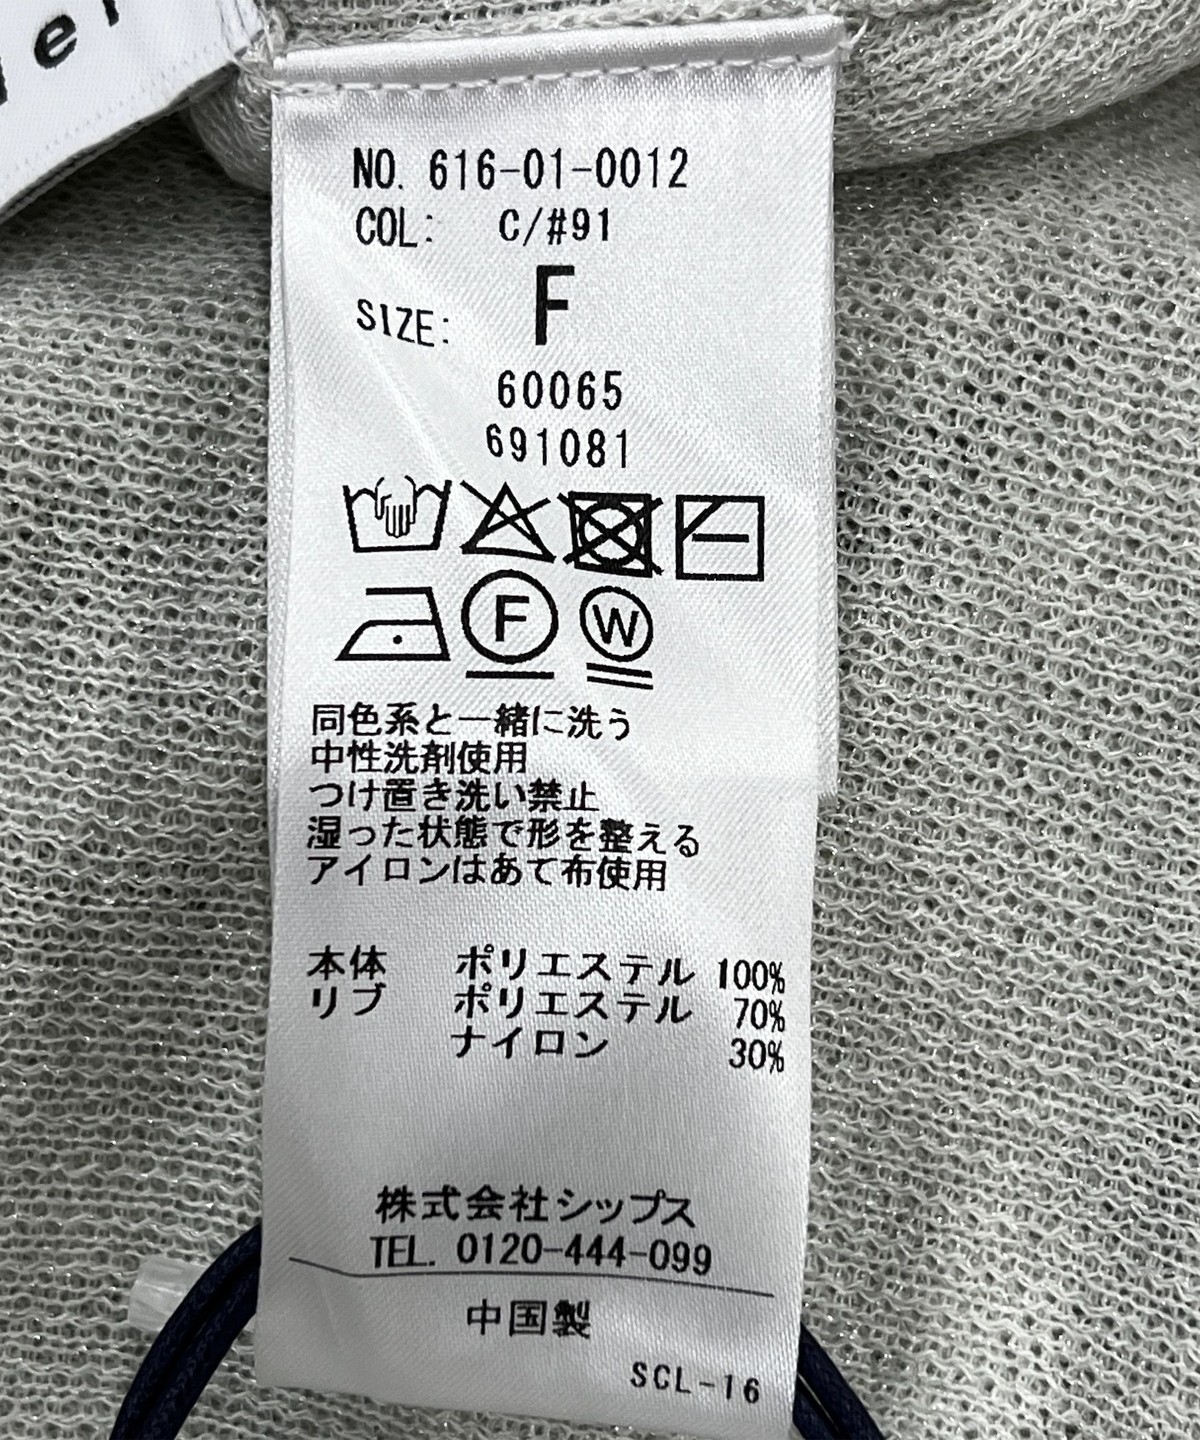 er
NO. 616-01-0012
COL: C/#91
SIZE: F
60065
691081
F
W
同色系と一緒に洗う
中性洗剤使用
つけ置き洗い禁止
湿った状態で形を整える
アイロンはあて布使用
本体 ポリエステル 100%
リブ ポリエステル 70%
ナイロン 30%
株式会社シップス
TEL. 0120-444-099
中国製
SCL-16